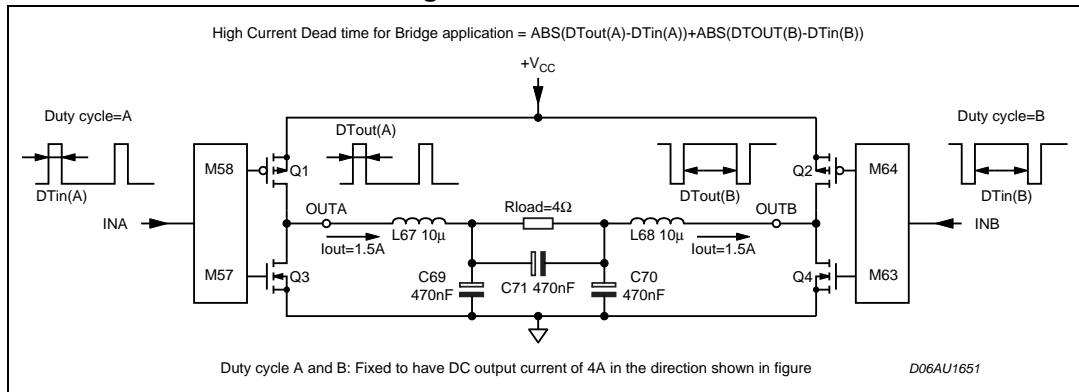 High Current Dead time for Bridge application = ABS(DTout(A)-DTin(A))+ABS(DTOUT(B)-DTin(B))
+VCC
Duty cycle=A
DTout(A)
Duty cycle=B
M58
Q1
Q2
M64
DTin(A)
DTout(B)
DTin(B)
INA
OUTA
Rload=4Ω
OUTB
INB
L67 10μ
L68 10μ
Iout=1.5A
Iout=1.5A
M57
Q3
C69
470nF
C71 470nF
C70
470nF
Q4
M63
Duty cycle A and B: Fixed to have DC output current of 4A in the direction shown in figure
D06AU1651